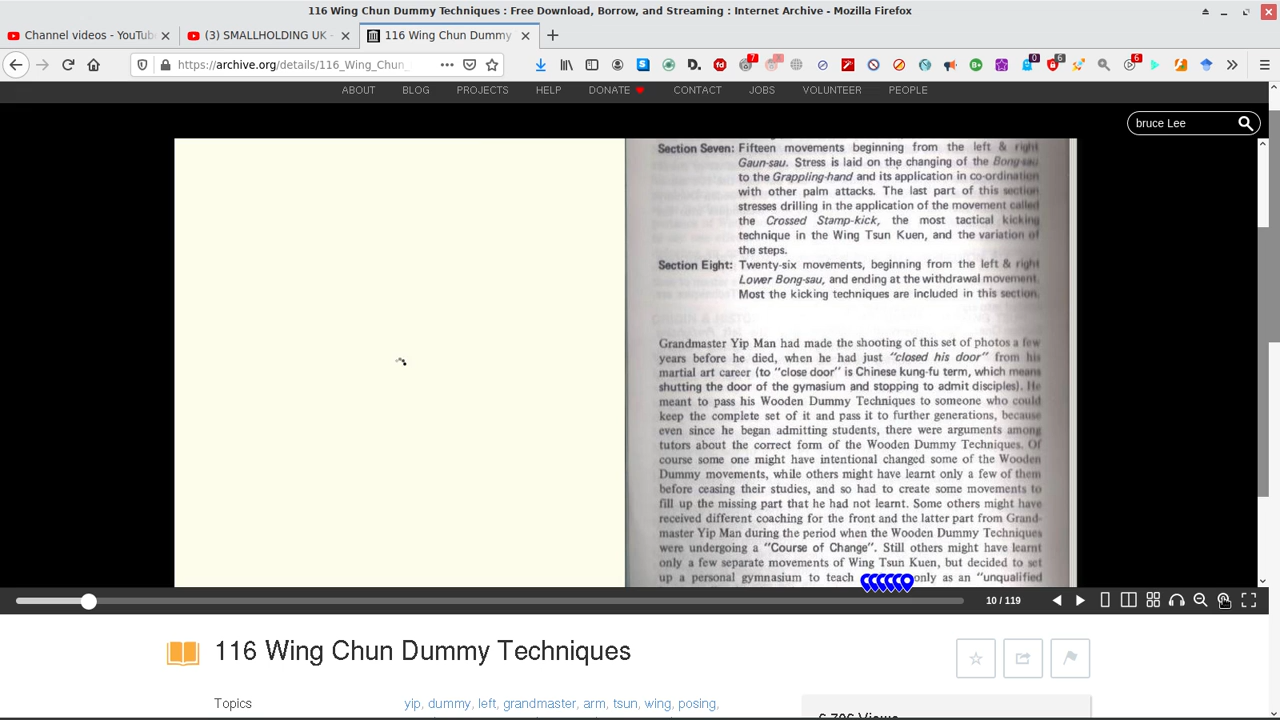 116 Wing Chun Dummy Techniques : Free Download, Borrow, and Streaming : Internet Archive - Mozilla Firefox
Channel videos - YouTube
(3) SMALLHOLDING UK -
116 Wing Chun Dummy
https://archive.org/details/116_Wing_Chun_
7
0
6
6
ABOUT BLOG PROJECTS HELP DONATE CONTACT JOBS VOLUNTEER PEOPLE
bruce Lee
Section Seven: Fifteen movements beginning from the left & right
Gaun-sau. Stress is laid on the changing of the Bong-sau
to the Grappling-hand and its application in co-ordination
with other palm attacks. The last part of this section
stresses drilling in the application of the movement called
the Crossed Stamp-kick, the most tactical kicking
technique in the Wing Tsun Kuen, and the variation of
the steps.
Section Eight: Twenty-six movements, beginning from the left & right
Lower Bong-sau, and ending at the withdrawal movement.
Most the kicking techniques are included in this section.
Grandmaster Yip Man had made the shooting of this set of photos a few
years before he died, when he had just "closed his door" from his
martial art career (to "close door" is Chinese kung-fu term, which means
shutting the door of the gymasium and stopping to admit disciples). He
meant to pass his Wooden Dummy Techniques to someone who could
keep the complete set of it and pass it to further generations, because
even since he began admitting students, there were arguments among
tutors about the correct form of the Wooden Dummy Techniques. Of
course some one might have intentional changed some of the Wooden
Dummy movements, while others might have learnt only a few of them
before ceasing their studies, and so had to create some movements to
fill up the missing part that he had not learnt. Some others might have
received different coaching for the front and the latter part from Grand-
master Yip Man during the period when the Wooden Dummy Techniques
were undergoing a "Course of Change". Still others might have learnt
only a few separate movements of Wing Tsun Kuen, but decided to set
up a personal gymnasium to teach only as an "unqualified
10 / 119
116 Wing Chun Dummy Techniques
Topics yip, dummy, left, grandmaster, arm, tsun, wing, posing,
6,706 Views